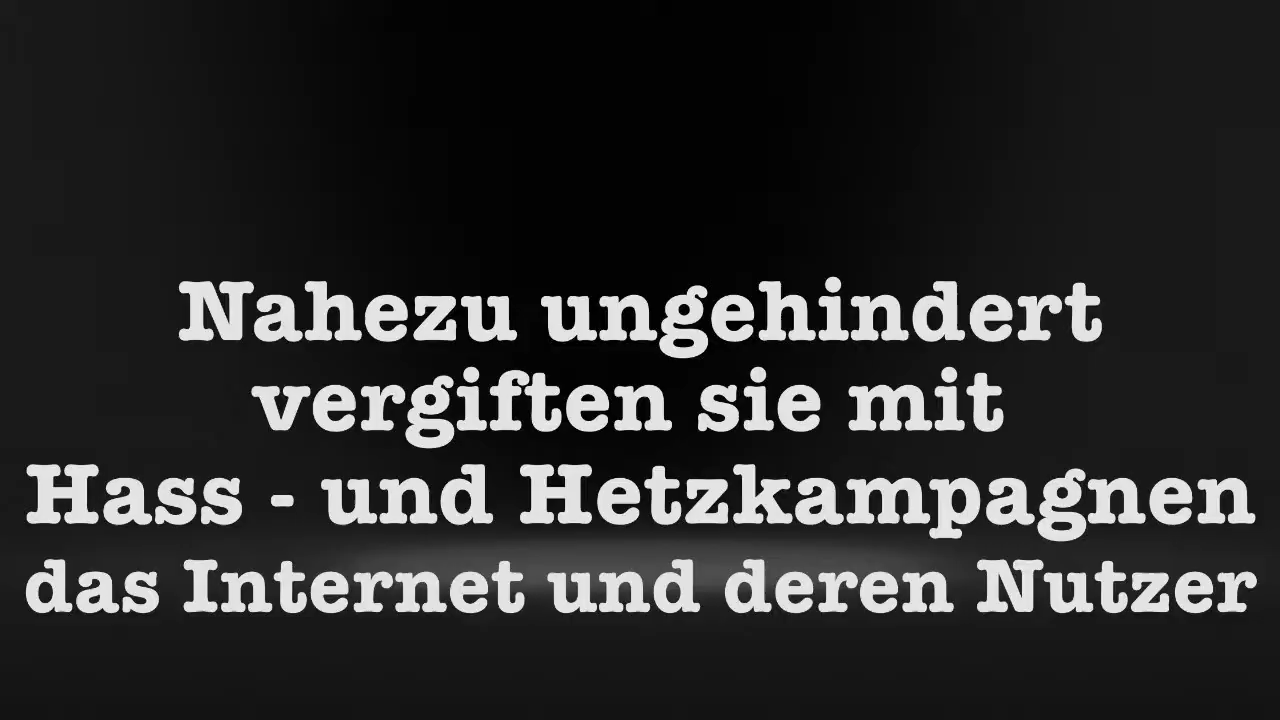 Nahezu ungehindert
vergiften sie mit
Hass - und Hetzkampagnen
das Internet und deren Nutzer